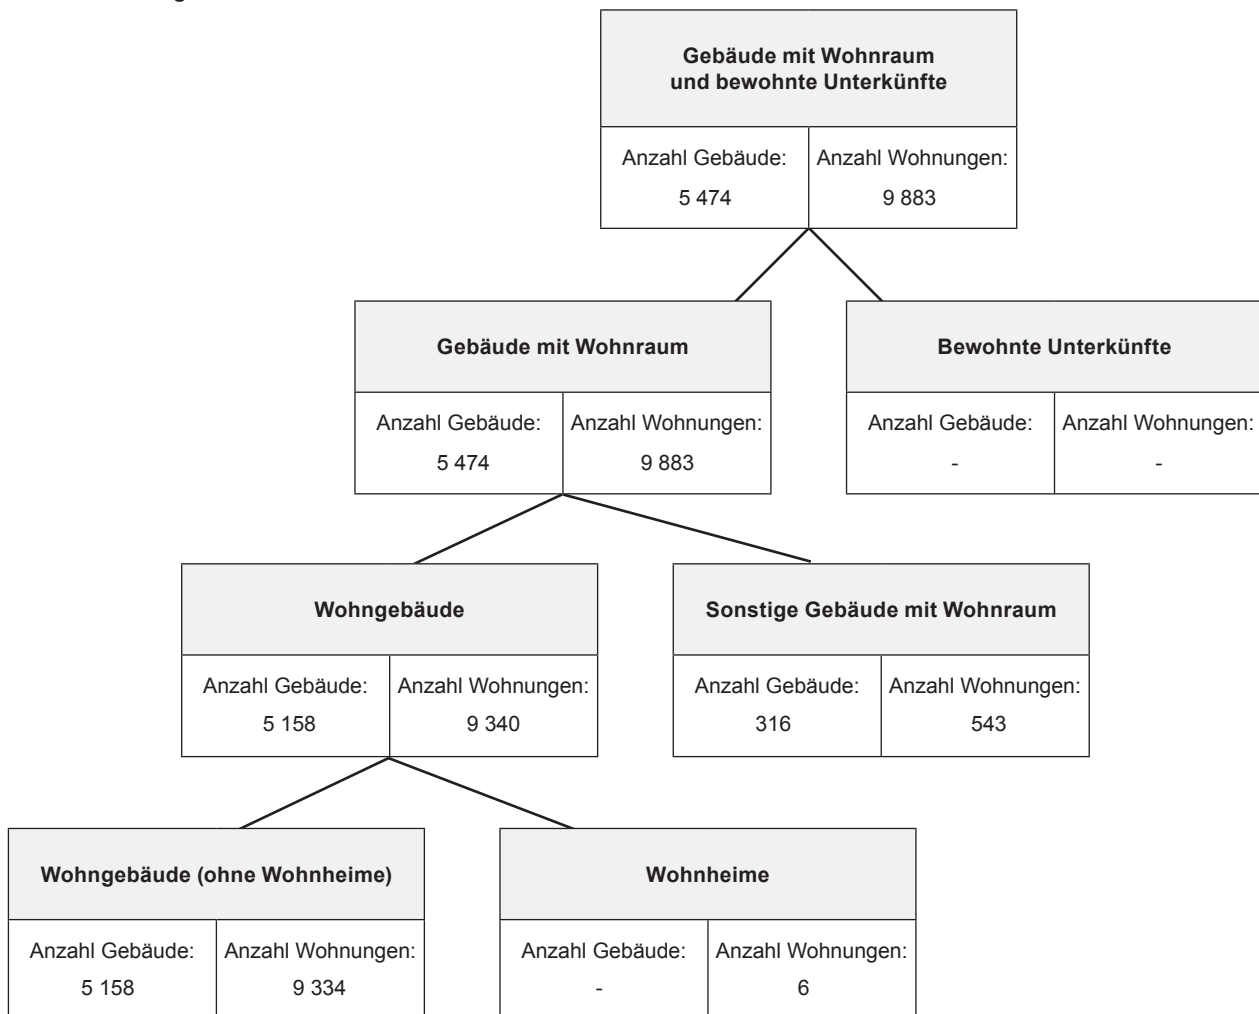 Gebäude mit Wohnraum
und bewohnte Unterkünfte
Anzahl Gebäude: Anzahl Wohnungen:
5 474 9 883
Gebäude mit Wohnraum
Anzahl Gebäude: Anzahl Wohnungen:
5 474 9 883
Bewohnte Unterkünfte
Anzahl Gebäude: Anzahl Wohnungen:
- -
Wohngebäude
Anzahl Gebäude: Anzahl Wohnungen:
5 158 9 340
Sonstige Gebäude mit Wohnraum
Anzahl Gebäude: Anzahl Wohnungen:
316 543
Wohngebäude (ohne Wohnheime)
Anzahl Gebäude: Anzahl Wohnungen:
5 158 9 334
Wohnheime
Anzahl Gebäude: Anzahl Wohnungen:
- 6